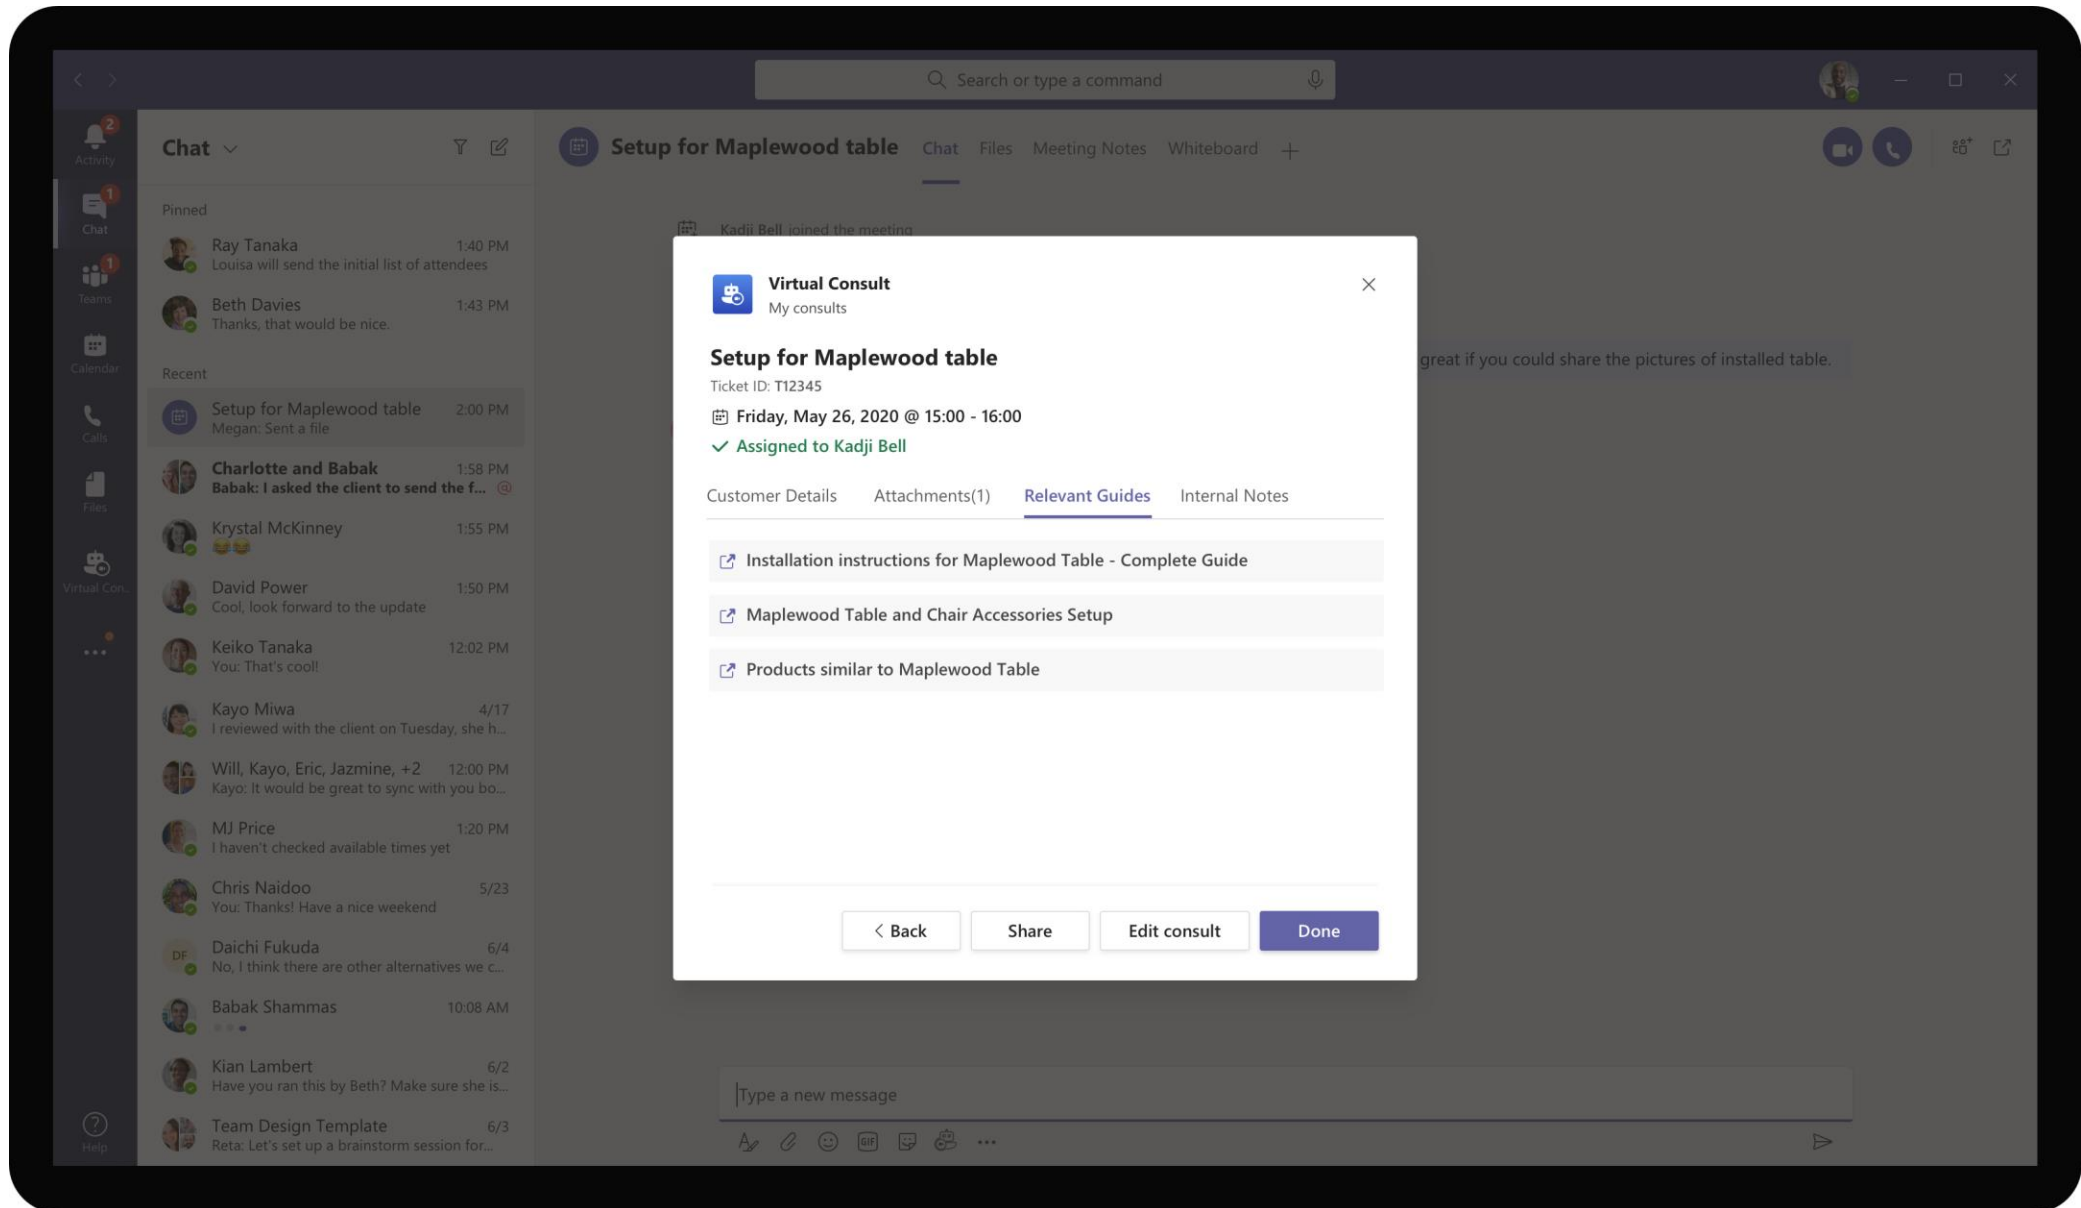 Search or type a command
2
Activity
1
Chat
1
Teams
Calendar
Calls
Files
Virtual Con..
Help
Chat
Pinned
Ray Tanaka 1:40 PM
Louisa will send the initial list of attendees
Beth Davies 1:43 PM
Thanks, that would be nice.
Recent
Setup for Maplewood table 2:00 PM
Megan: Sent a file
Charlotte and Babak 1:58 PM
Babak: I asked the client to send the f... @
Krystal McKinney 1:55 PM
David Power 1:50 PM
Cool, look forward to the update
Keiko Tanaka 12:02 PM
You: That's cool!
Kayo Miwa 4/17
I reviewed with the client on Tuesday, she h...
Will, Kayo, Eric, Jazmine, +2 12:00 PM
Kayo: It would be great to sync with you bo...
MJ Price 1:20 PM
I haven't checked available times yet
Chris Naidoo 5/23
You: Thanks! Have a nice weekend
DF
Daichi Fukuda 6/4
No, I think there are other alternatives we c...
Babak Shammas 10:08 AM
Kian Lambert 6/2
Have you ran this by Beth? Make sure she is...
Team Design Template 6/3
Reta: Let's set up a brainstorm session for...
Setup for Maplewood table Chat Files Meeting Notes Whiteboard
Kadji Bell joined the meeting
great if you could share the pictures of installed table.
Virtual Consult
My consults
Setup for Maplewood table
Ticket ID: T12345
Friday, May 26, 2020 @ 15:00 - 16:00
Assigned to Kadji Bell
Customer Details Attachments(1) Relevant Guides Internal Notes
Installation instructions for Maplewood Table - Complete Guide
Maplewood Table and Chair Accessories Setup
Products similar to Maplewood Table
< Back Share Edit consult Done
Type a new message
GIF